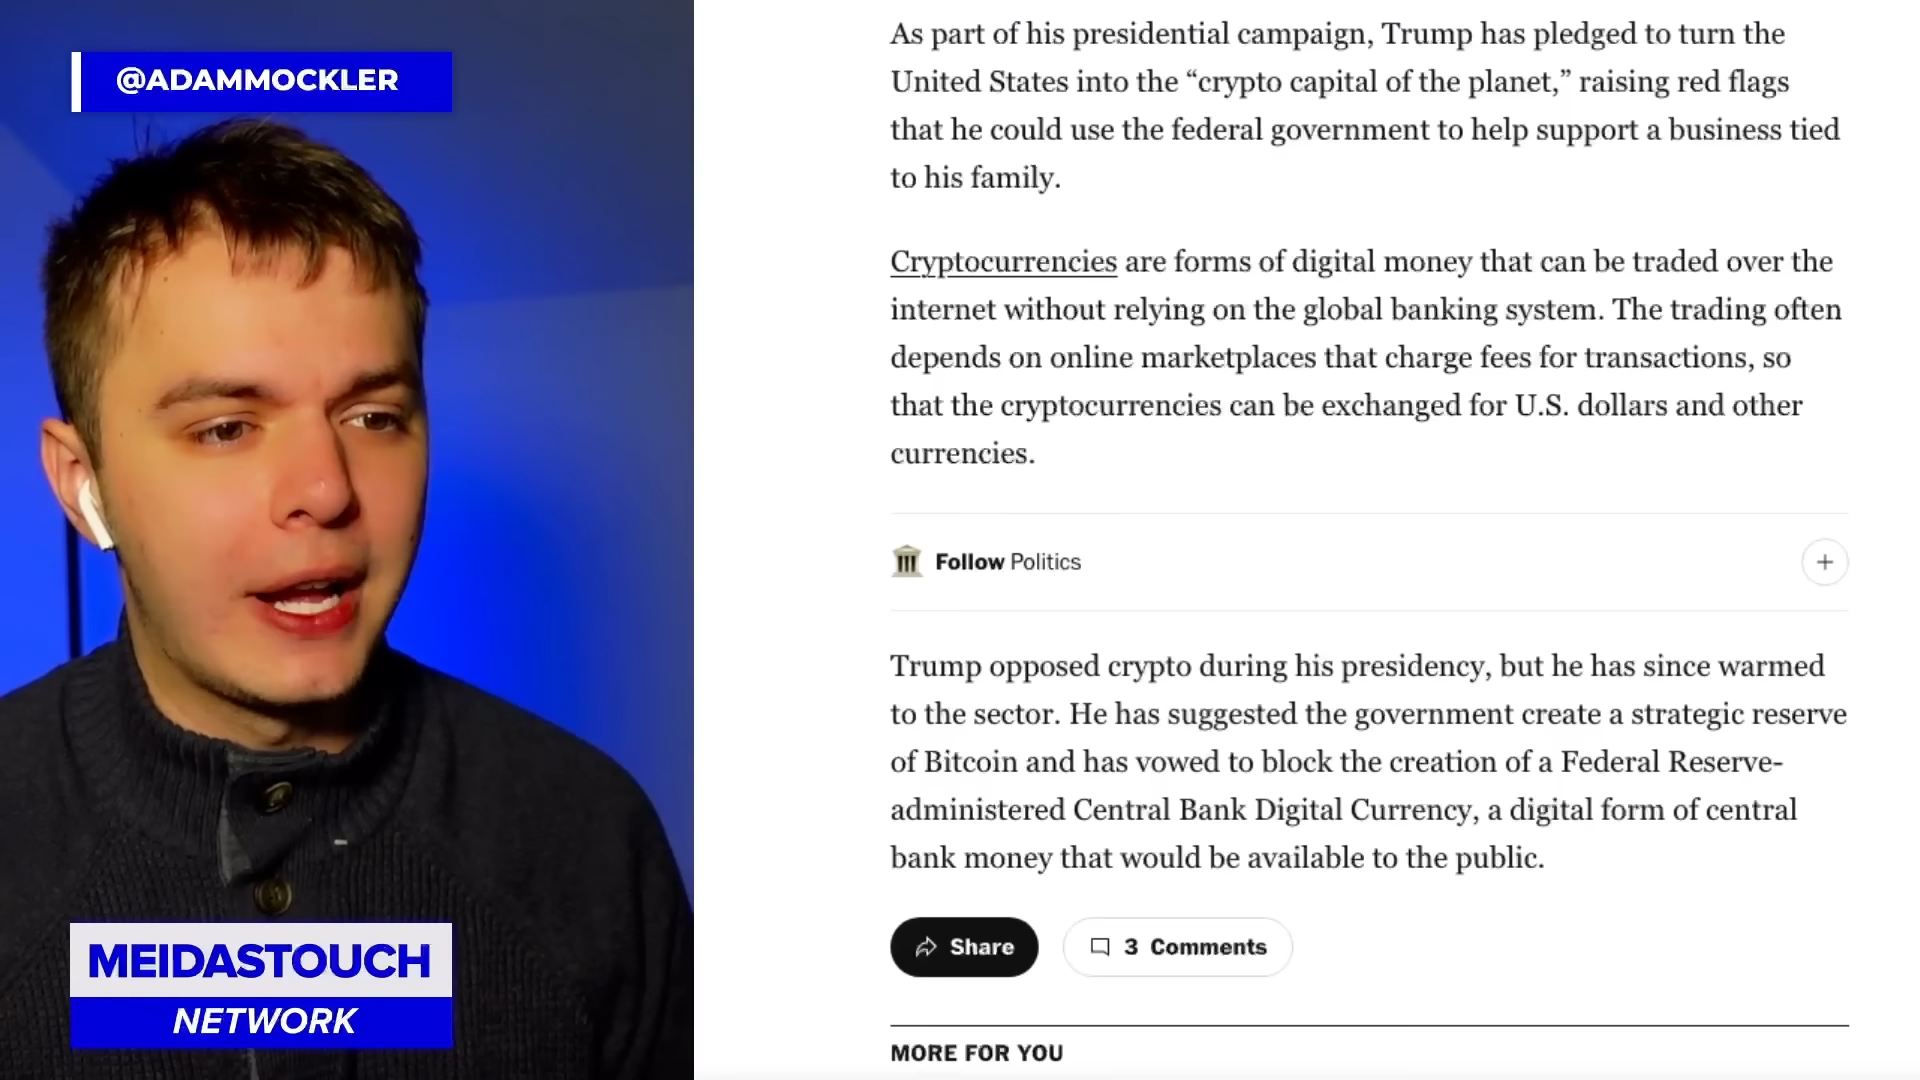 @ADAMMOCKLER
MEIDASTOUCH
NETWORK
As part of his presidential campaign, Trump has pledged to turn the
United States into the “crypto capital of the planet,” raising red flags
that he could use the federal government to help support a business tied
to his family.
Cryptocurrencies are forms of digital money that can be traded over the
internet without relying on the global banking system. The trading often
depends on online marketplaces that charge fees for transactions, so
that the cryptocurrencies can be exchanged for U.S. dollars and other
currencies.
Follow Politics
Trump opposed crypto during his presidency, but he has since warmed
to the sector. He has suggested the government create a strategic reserve
of Bitcoin and has vowed to block the creation of a Federal Reserve-
administered Central Bank Digital Currency, a digital form of central
bank money that would be available to the public.
Share
3 Comments
MORE FOR YOU